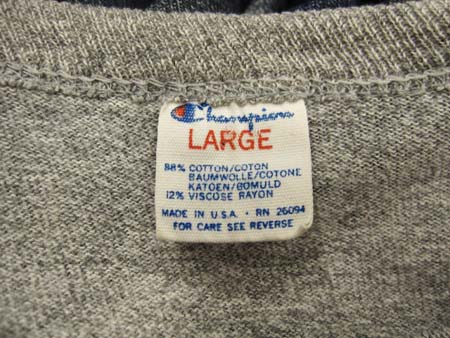 Champion
LARGE
88% COTTON/COTON
BAUMWOLLE/COTONE
KATOEN/BOMULD
12% VISCOSE RAYON
MADE IN U.S.A. · RN 26094
FOR CARE SEE REVERSE